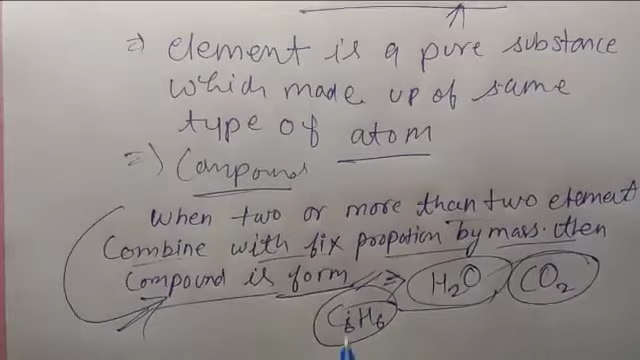 ⇒ element is a pure substance
which made up of same
type of atom
⇒ Compound
When two or more than two element
Combine with fix propotion by mass. then
Compound is form ⇒ H₂O, CO₂
C₆H₆